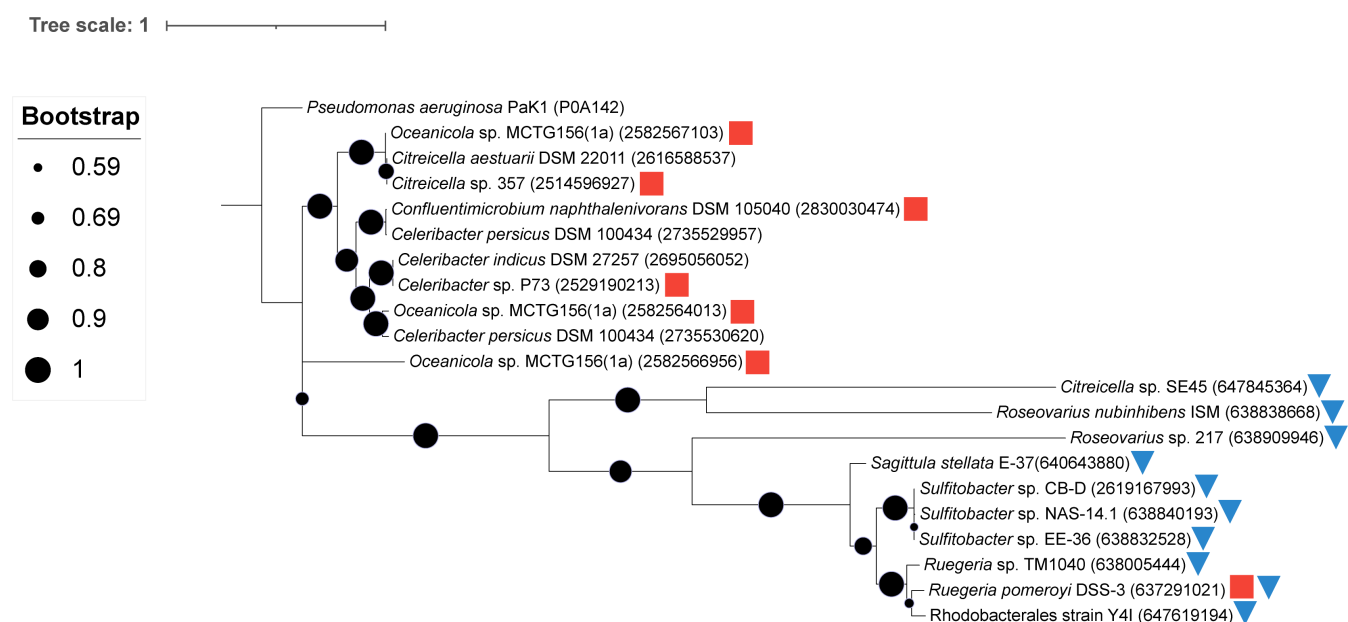 Tree scale: 1
Bootstrap
0.59
0.69
0.8
0.9
1
Pseudomonas aeruginosa PaK1 (P0A142)
Oceanicola sp. MCTG156(1a) (2582567103)
Citreicella aestuarii DSM 22011 (2616588537)
Citreicella sp. 357 (2514596927)
Confluentimicrobium naphthalenivorans DSM 105040 (2830030474)
Celeribacter persicus DSM 100434 (2735529957)
Celeribacter indicus DSM 27257 (2695056052)
Celeribacter sp. P73 (2529190213)
Oceanicola sp. MCTG156(1a) (2582564013)
Celeribacter persicus DSM 100434 (2735530620)
Oceanicola sp. MCTG156(1a) (2582566956)
Citreicella sp. SE45 (647845364)
Roseovarius nubinhibens ISM (638838668)
Roseovarius sp. 217 (638909946)
Sagittula stellata E-37(640643880)
Sulfitobacter sp. CB-D (2619167993)
Sulfitobacter sp. NAS-14.1 (638840193)
Sulfitobacter sp. EE-36 (638832528)
Ruegeria sp. TM1040 (638005444)
Ruegeria pomeroyi DSS-3 (637291021)
Rhodobacterales strain Y4I (647619194)